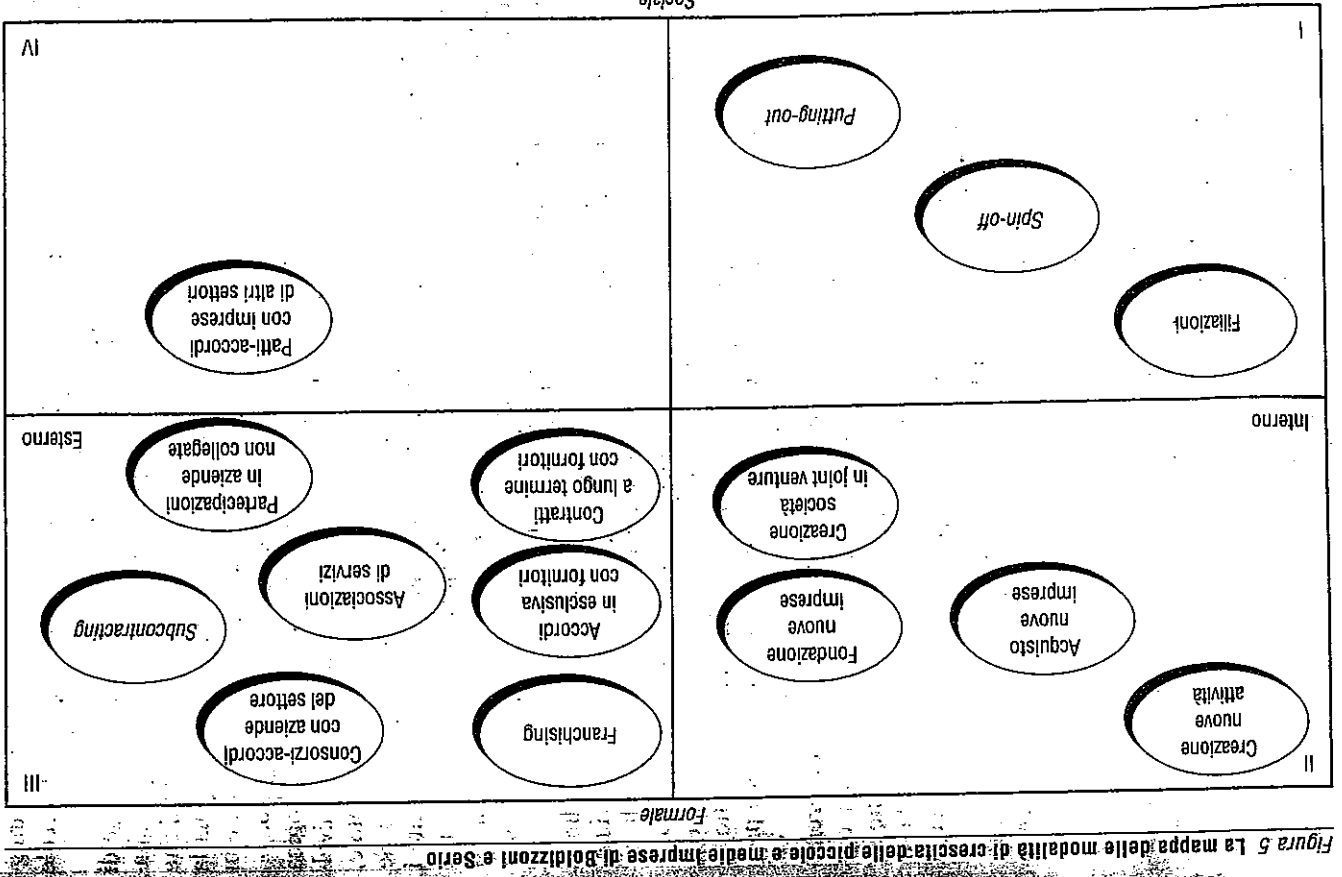 Figura 5 La mappa delle modalità di crescita delle piccole e medie imprese di Boldizzoni e Serio
Formale
II
Creazione
nuove
attività
Acquisto
nuove
imprese
Fondazione
nuove
imprese
Creazione
società
in joint venture
Interno
III
Franchising
Consorzi-accordi
con aziende
del settore
Accordi
in esclusiva
con fornitori
Associazioni
di servizi
Subcontracting
Contratti
a lungo termine
con fornitori
Partecipazioni
in aziende
non collegate
Esterno
Filiazioni
Spin-off
Putting-out
I
Patti-accordi
con imprese
di altri settori
IV
Sociale